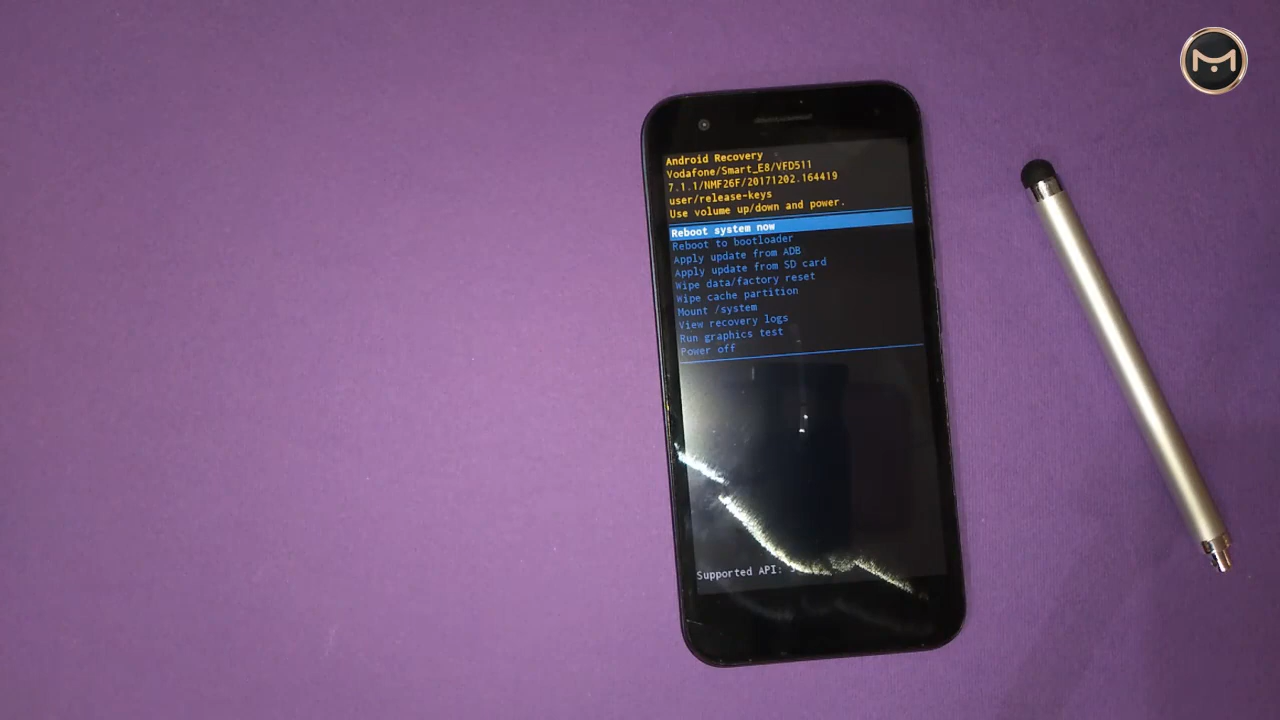 Android Recovery
Vodafone/Smart_E8/VFD511
7.1.1/NMF26F/20171202.164419
user/release-keys
Use volume up/down and power.
Reboot system now
Reboot to bootloader
Apply update from ADB
Apply update from SD card
Wipe data/factory reset
Wipe cache partition
Mount /system
View recovery logs
Run graphics test
Power off
Supported API: